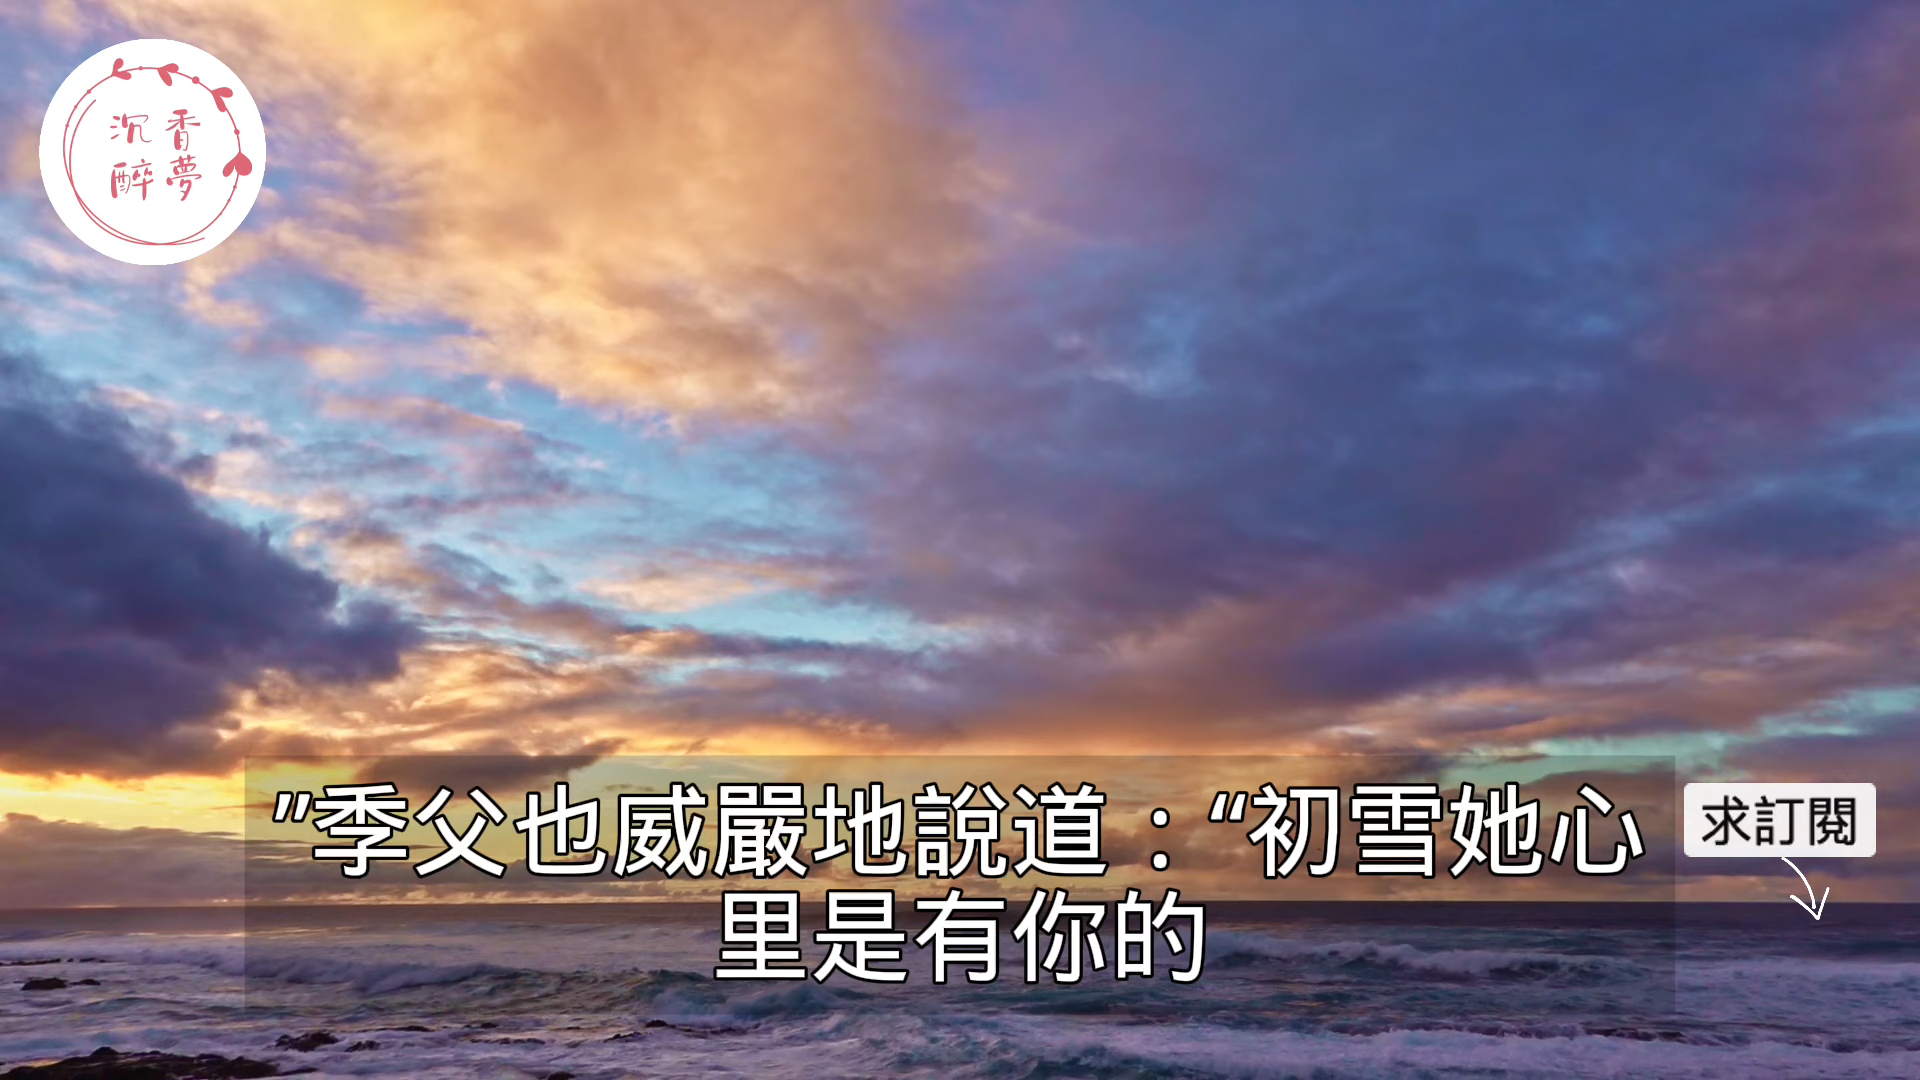 沉香
醉夢
”季父也威嚴地說道：“初雪她心
里是有你的
求訂閱